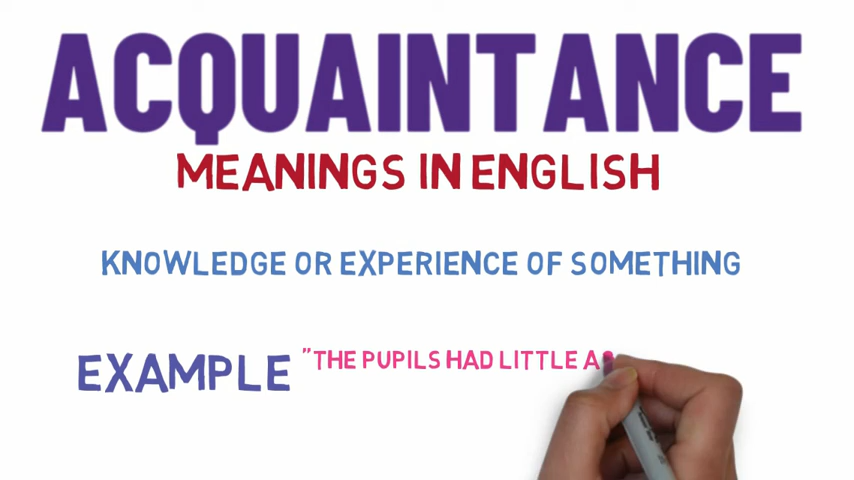 ACQUAINTANCE
MEANINGS IN ENGLISH
KNOWLEDGE OR EXPERIENCE OF SOMETHING
EXAMPLE "THE PUPILS HAD LITTLE